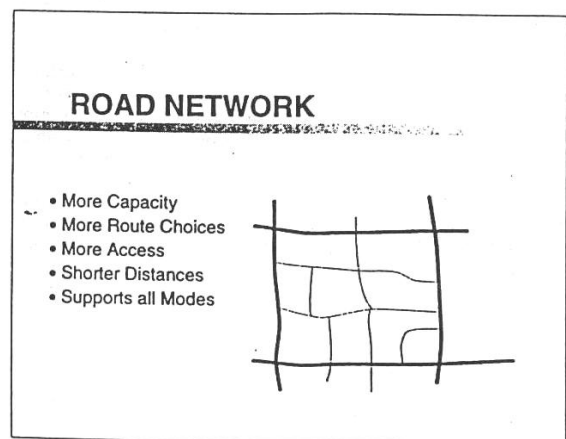 ROAD NETWORK
• More Capacity
• More Route Choices
• More Access
• Shorter Distances
• Supports all Modes